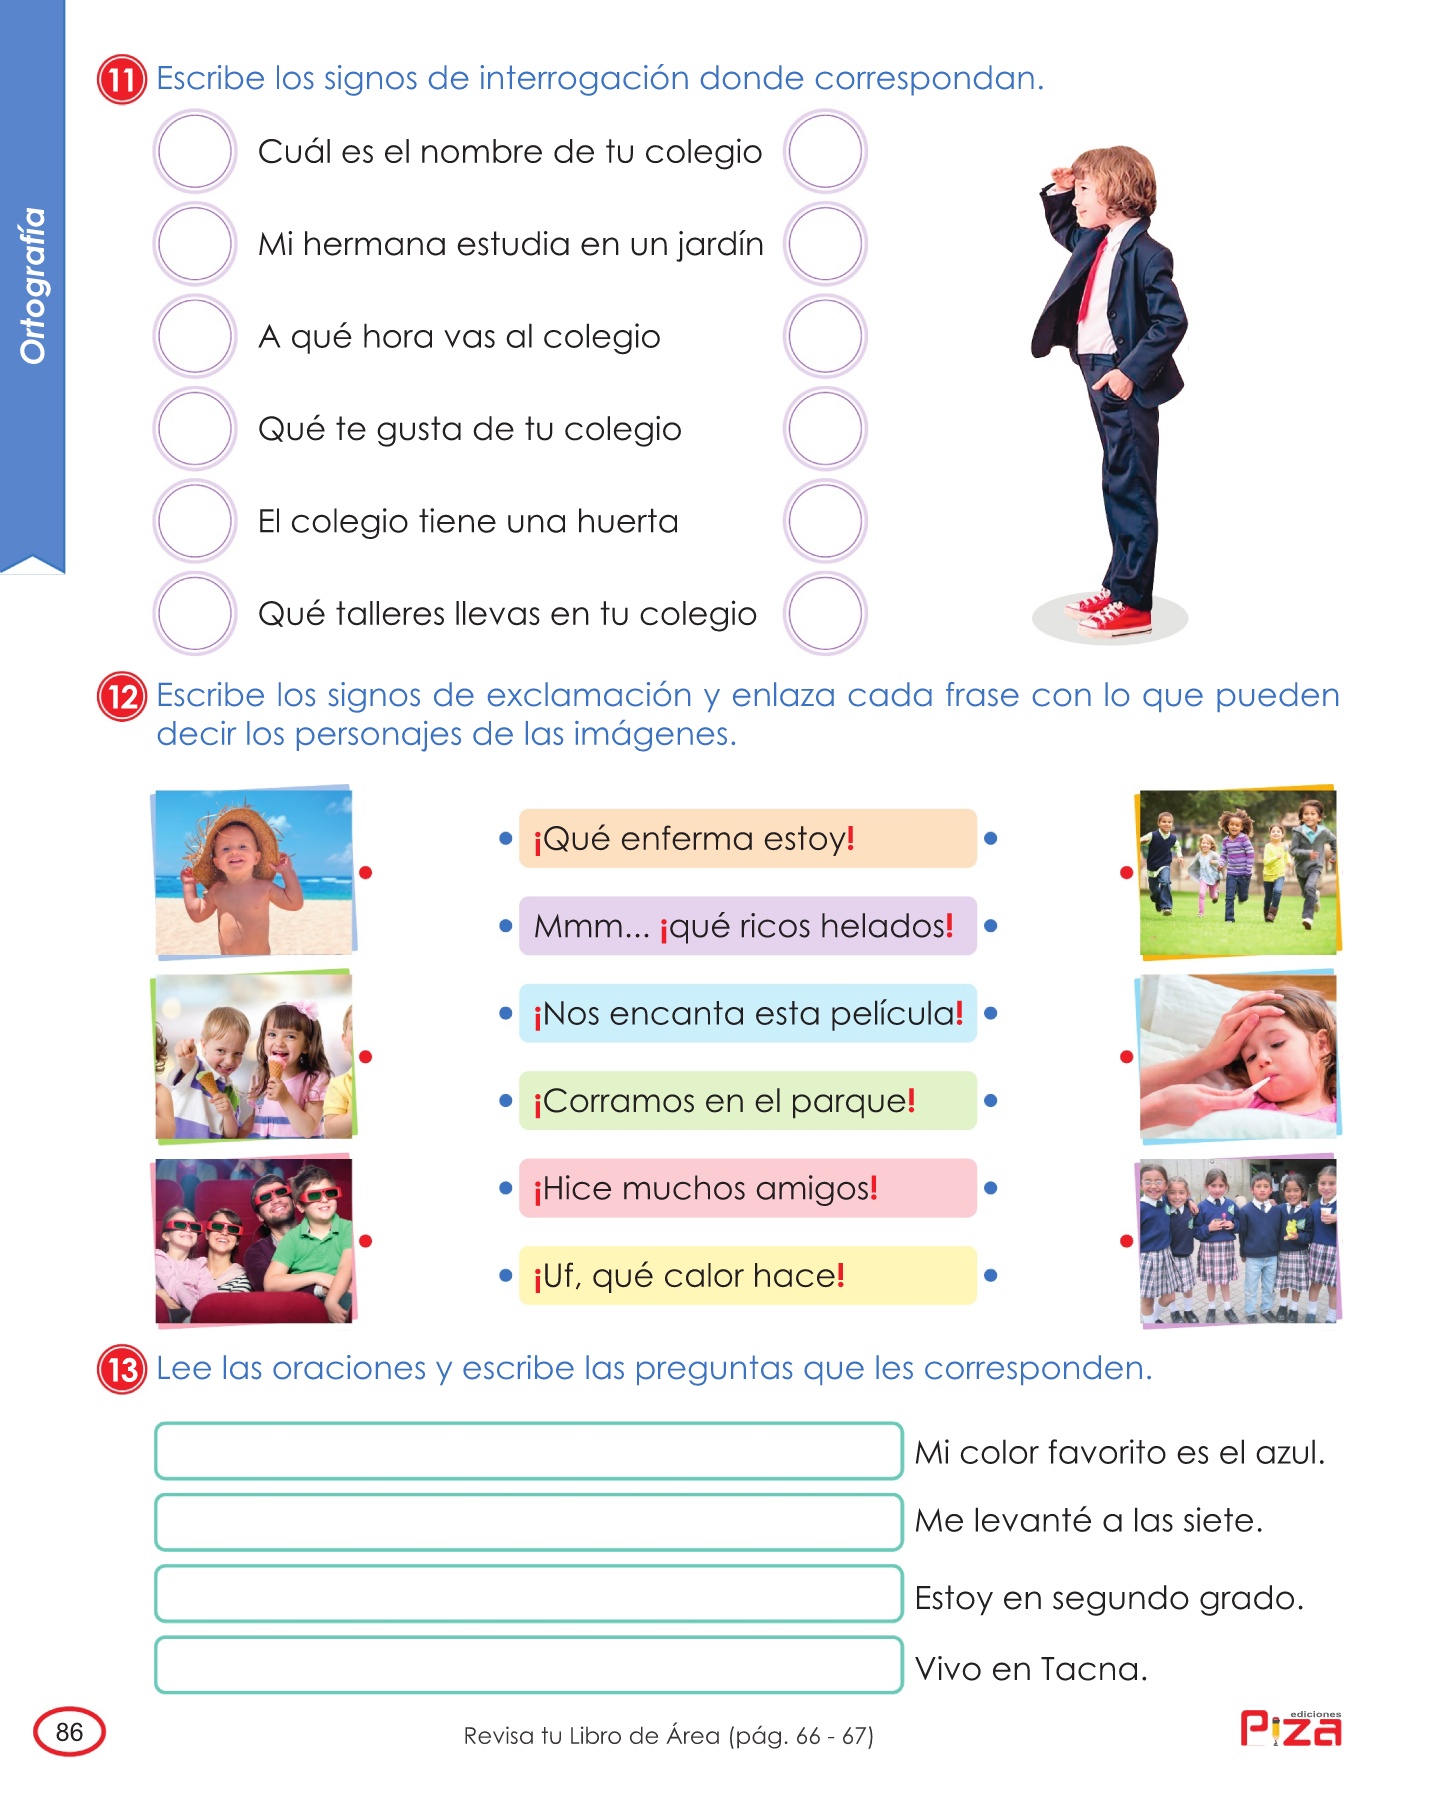 Ortografía
11 Escribe los signos de interrogación donde correspondan.
Cuál es el nombre de tu colegio
Mi hermana estudia en un jardín
A qué hora vas al colegio
Qué te gusta de tu colegio
El colegio tiene una huerta
Qué talleres llevas en tu colegio
12 Escribe los signos de exclamación y enlaza cada frase con lo que pueden
decir los personajes de las imágenes.
¡Qué enferma estoy!
Mmm... ¡qué ricos helados!
¡Nos encanta esta película!
¡Corramos en el parque!
¡Hice muchos amigos!
¡Uf, qué calor hace!
13 Lee las oraciones y escribe las preguntas que les corresponden.
Mi color favorito es el azul.
Me levanté a las siete.
Estoy en segundo grado.
Vivo en Tacna.
86
Revisa tu Libro de Área (pág. 66 - 67)
ediciones
Piza